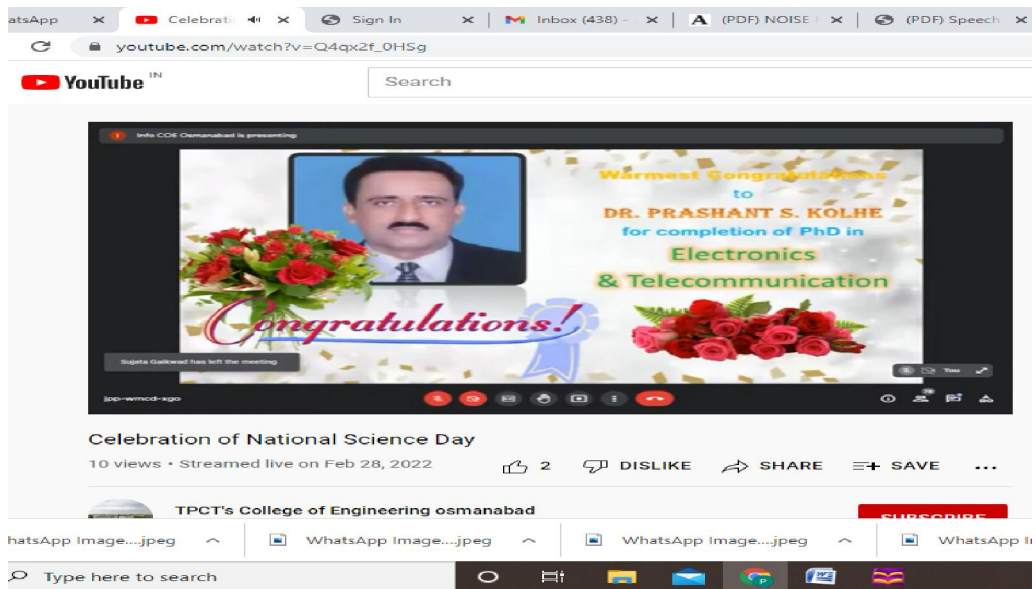 atsApp
Celebrati
Sign In
Inbox (438) -
(PDF) NOISE
(PDF) Speech
youtube.com/watch?v=Q4qx2f_0HSg
YouTube IN
Search
Info COE Osmanabad is presenting
Warmest Congratulations
to
DR. PRASHANT S. KOLHE
for completion of PhD in
Electronics
& Telecommunication
Congratulations!
Sujata Gaikwad has left the meeting
You
jpp-wmcd-xgo
Celebration of National Science Day
10 views • Streamed live on Feb 28, 2022
2 DISLIKE SHARE SAVE ...
TPCT's College of Engineering osmanabad
SUBSCRIBE
hatsApp Image....jpeg
WhatsApp Image....jpeg
WhatsApp Image....jpeg
WhatsApp I
Type here to search